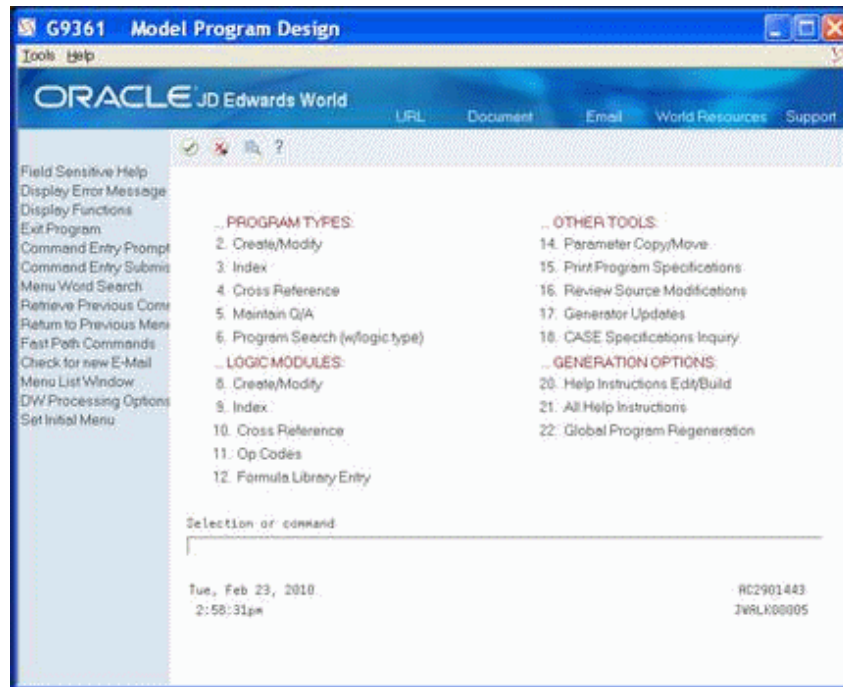 G9361 Model Program Design
Tools Help
ORACLE JD Edwards World
URL Document Email World Resources Support
Field Sensitive Help
Display Error Message
Display Functions
Exit Program
Command Entry Prompt
Command Entry Submis
Menu Word Search
Retrieve Previous Comr
Return to Previous Meni
Fast Path Commands
Check for new E-Mail
Menu List Window
DW Processing Options
Set Initial Menu
... PROGRAM TYPES:
2. Create/Modify
3. Index
4. Cross Reference
5. Maintain Q/A
6. Program Search (w/logic type)
... LOGIC MODULES:
8. Create/Modify
9. Index
10. Cross Reference
11. Op Codes
12. Formula Library Entry
... OTHER TOOLS:
14. Parameter Copy/Move
15. Print Program Specifications
16. Review Source Modifications
17. Generator Updates
18. CASE Specifications Inquiry
... GENERATION OPTIONS:
20. Help Instructions Edit/Build
21. All Help Instructions
22. Global Program Regeneration
Selection or command
Tue, Feb 23, 2010
2:58:31pm
RC2901443